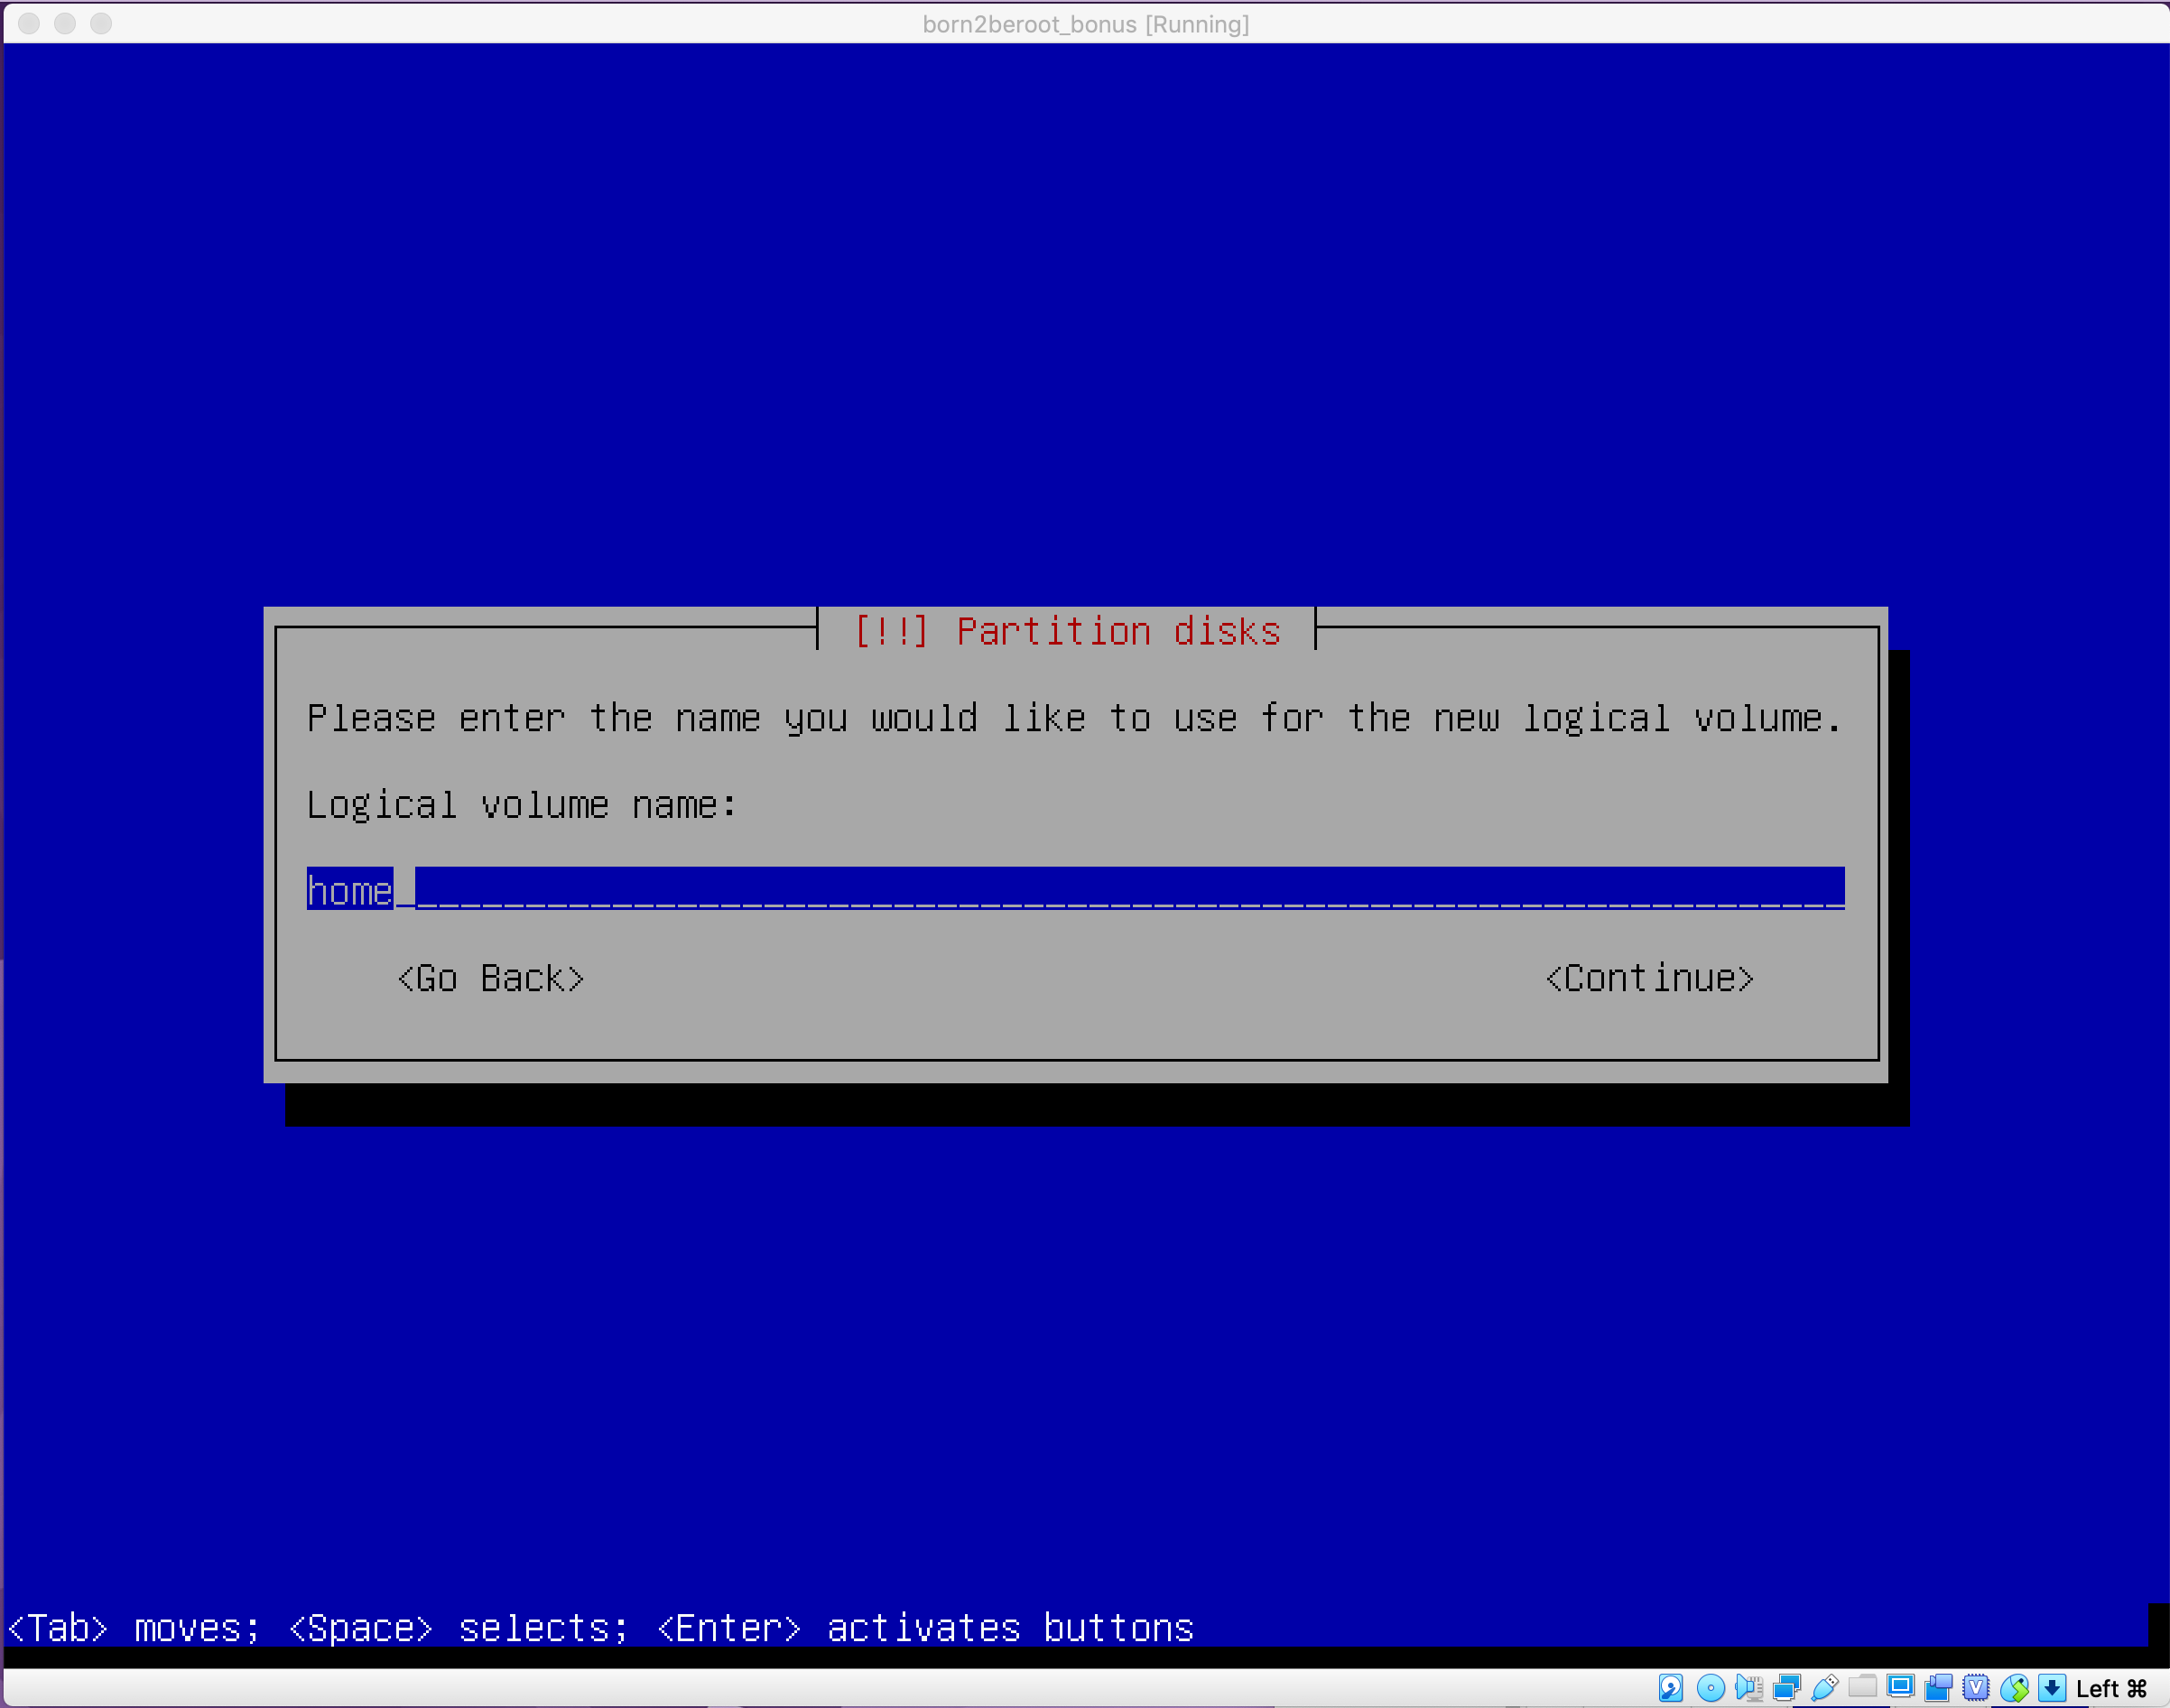 born2beroot_bonus [Running]
[!!] Partition disks
Please enter the name you would like to use for the new logical volume.
Logical volume name:
home
<Go Back> <Continue>
<Tab> moves; <Space> selects; <Enter> activates buttons
Left ⌘